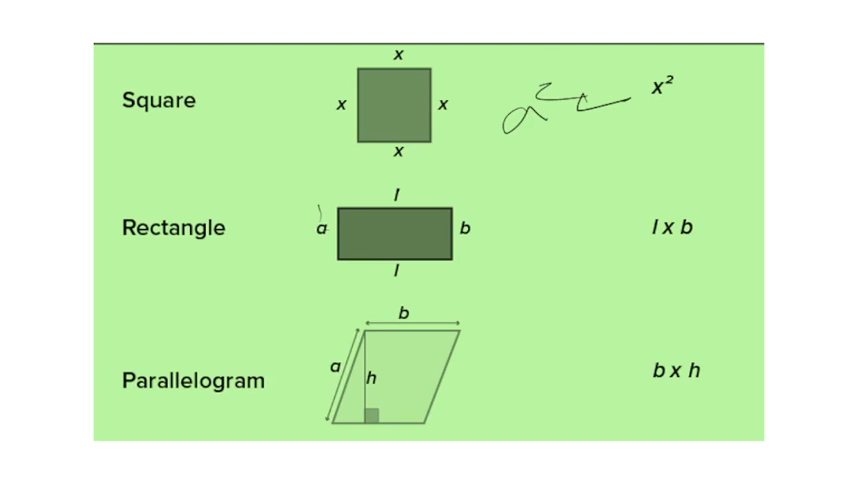 x
Square x x x²
x
l
Rectangle a b l x b
l
b
a
h
Parallelogram b x h